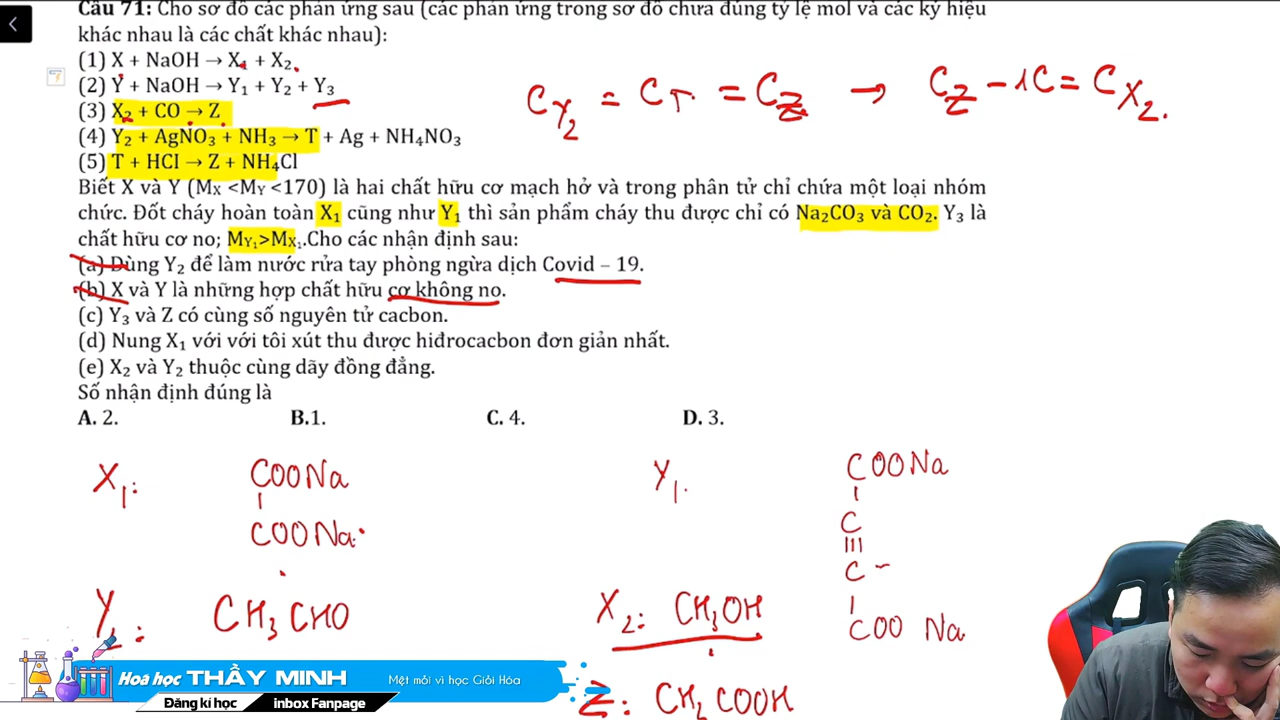 Câu 71: Cho sơ đồ các phản ứng sau (các phản ứng trong sơ đồ chưa đúng tỷ lệ mol và các ký hiệu
khác nhau là các chất khác nhau):
(1) X + NaOH → X₁ + X₂
(2) Y + NaOH → Y₁ + Y₂ + Y₃
(3) X₂ + CO → Z
(4) Y₂ + AgNO₃ + NH₃ → T + Ag + NH₄NO₃
(5) T + HCl → Z + NH₄Cl
C_Y₂ = C_T = C_Z → C_Z - 1C = C_X₂.
Biết X và Y (Mx <MY <170) là hai chất hữu cơ mạch hở và trong phân tử chỉ chứa một loại nhóm
chức. Đốt cháy hoàn toàn X₁ cũng như Y₁ thì sản phẩm cháy thu được chỉ có Na₂CO₃ và CO₂. Y₃ là
chất hữu cơ no; MY₁>MX₁.Cho các nhận định sau:
(a) Dùng Y₂ để làm nước rửa tay phòng ngừa dịch Covid – 19.
(b) X và Y là những hợp chất hữu cơ không no.
(c) Y₃ và Z có cùng số nguyên tử cacbon.
(d) Nung X₁ với với tôi xút thu được hiđrocacbon đơn giản nhất.
(e) X₂ và Y₂ thuộc cùng dãy đồng đẳng.
Số nhận định đúng là
A. 2. B.1. C. 4. D. 3.
X₁: COONa
COONa
Y₁: COONa
C
C
COO Na
CH₃CHO
X₂: CH₃OH
Z: CH₂COOH
Hoá học THẦY MINH
Mệt mỏi vì học Giỏi Hóa
Đăng kí học inbox Fanpage